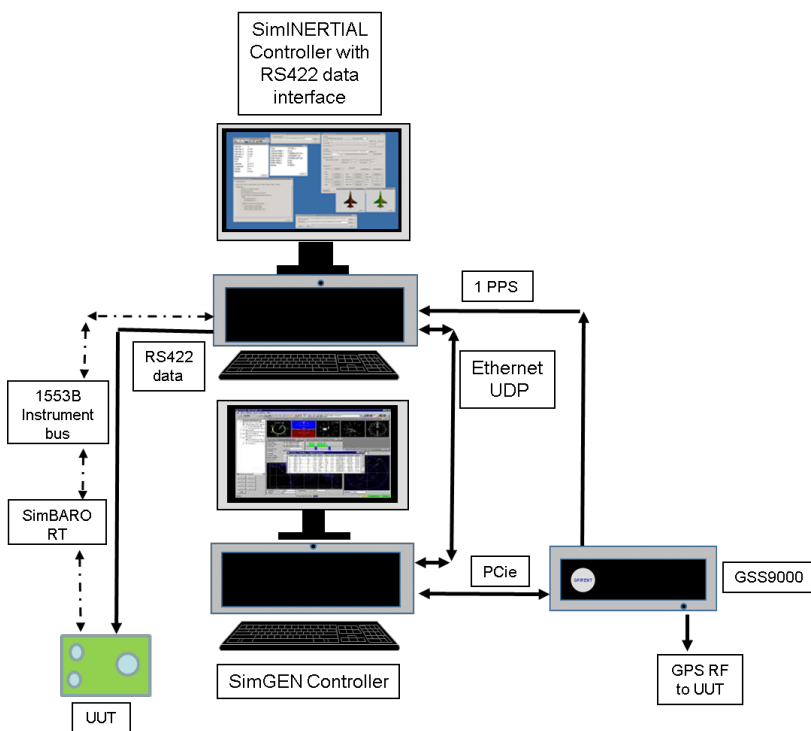 SimINERTIAL
Controller with
RS422 data
interface
1 PPS
RS422
data
Ethernet
UDP
1553B
Instrument
bus
SimBARO
RT
PCie
GSS9000
SPIRENT
SimGEN Controller
GPS RF
to UUT
UUT